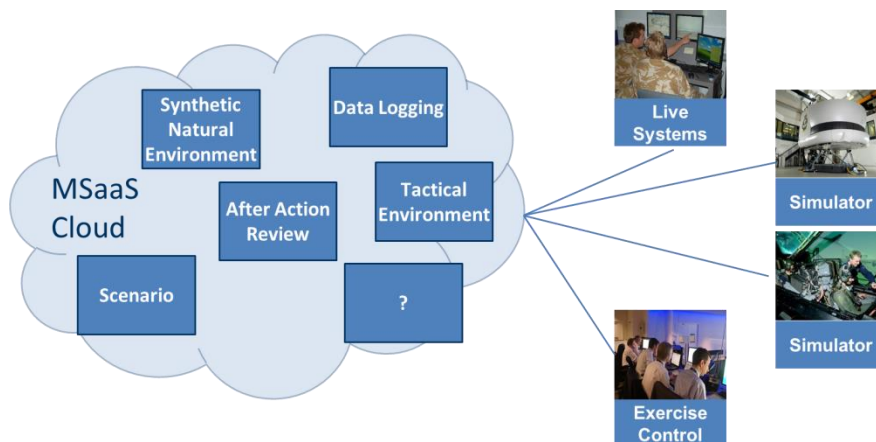 Synthetic
Natural
Environment
Data Logging
MSaaS
Cloud
After Action
Review
Tactical
Environment
Scenario
?
Live
Systems
Simulator
Simulator
Exercise
Control